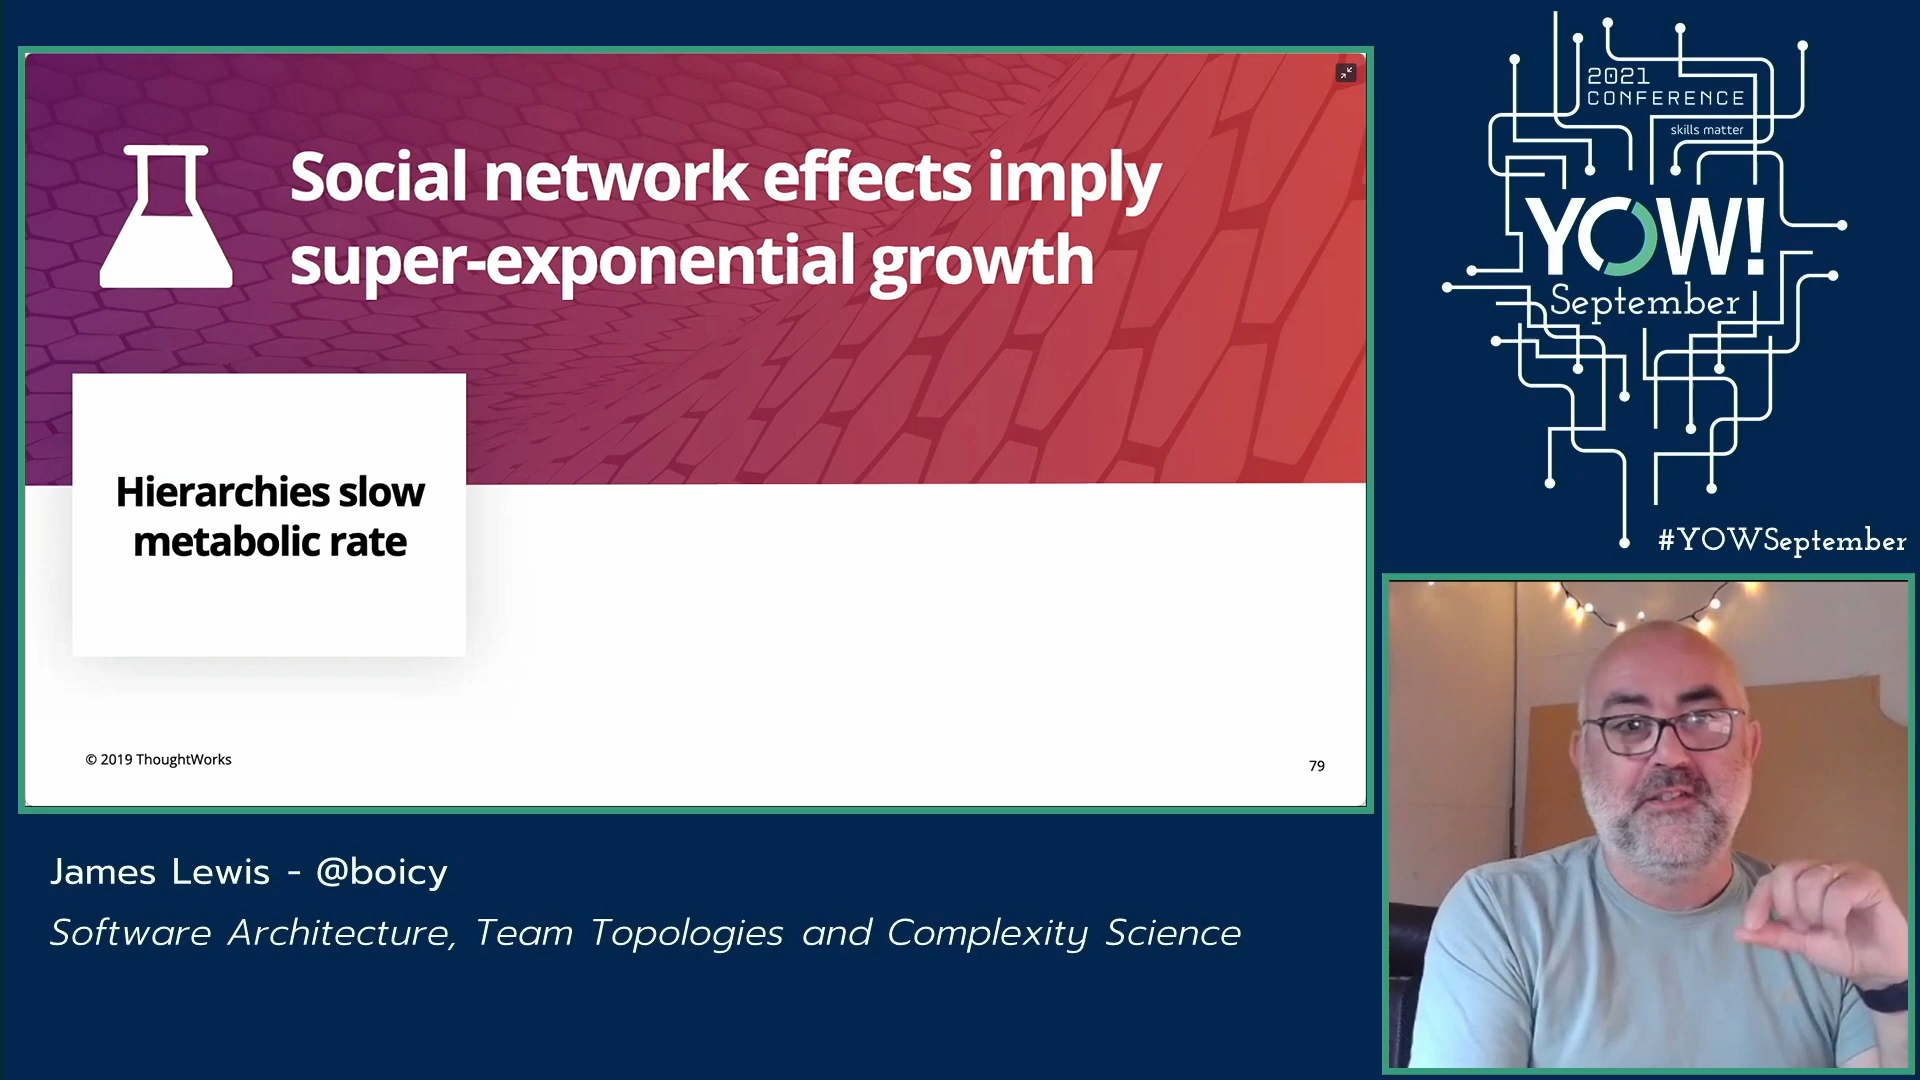 Social network effects imply
super-exponential growth
Hierarchies slow
metabolic rate
© 2019 ThoughtWorks
79
2021
CONFERENCE
skills matter
YOW!
September
#YOWSeptember
James Lewis - @boicy
Software Architecture, Team Topologies and Complexity Science